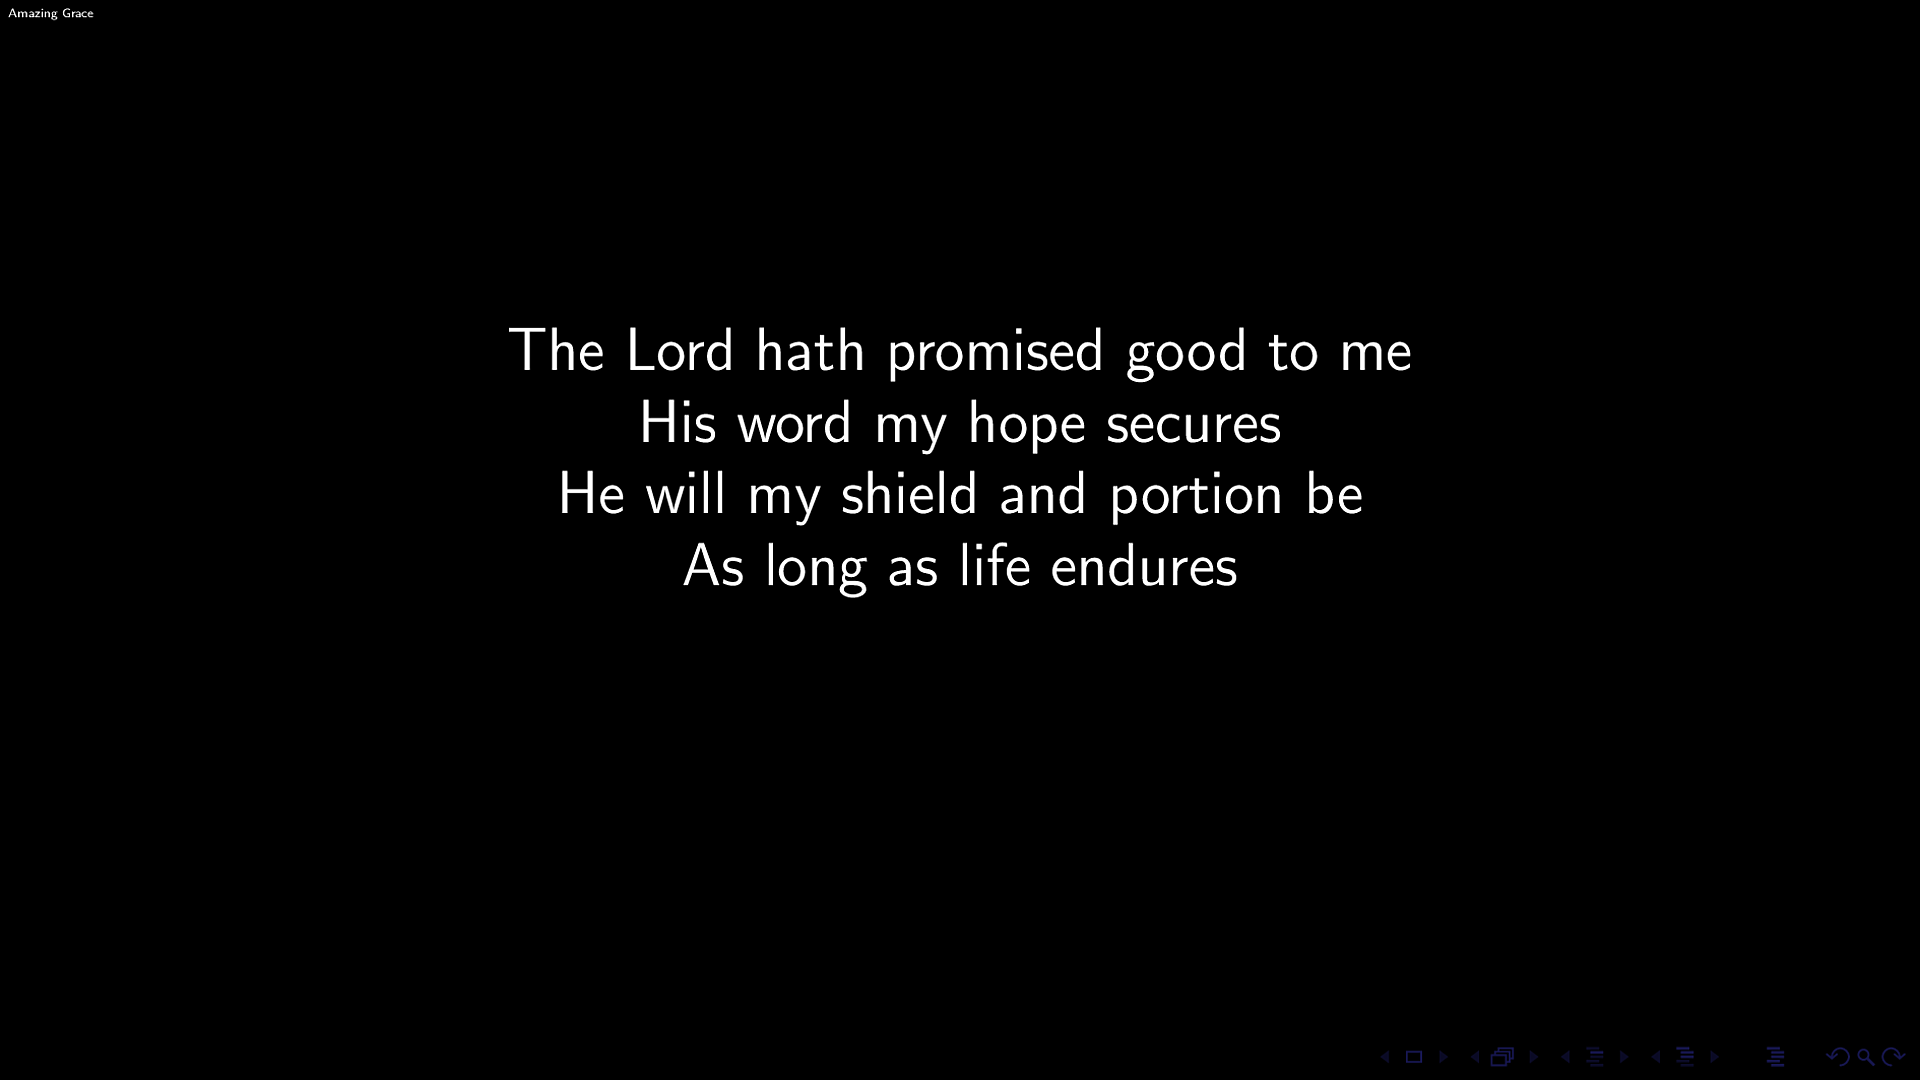 Amazing Grace
The Lord hath promised good to me
His word my hope secures
He will my shield and portion be
As long as life endures